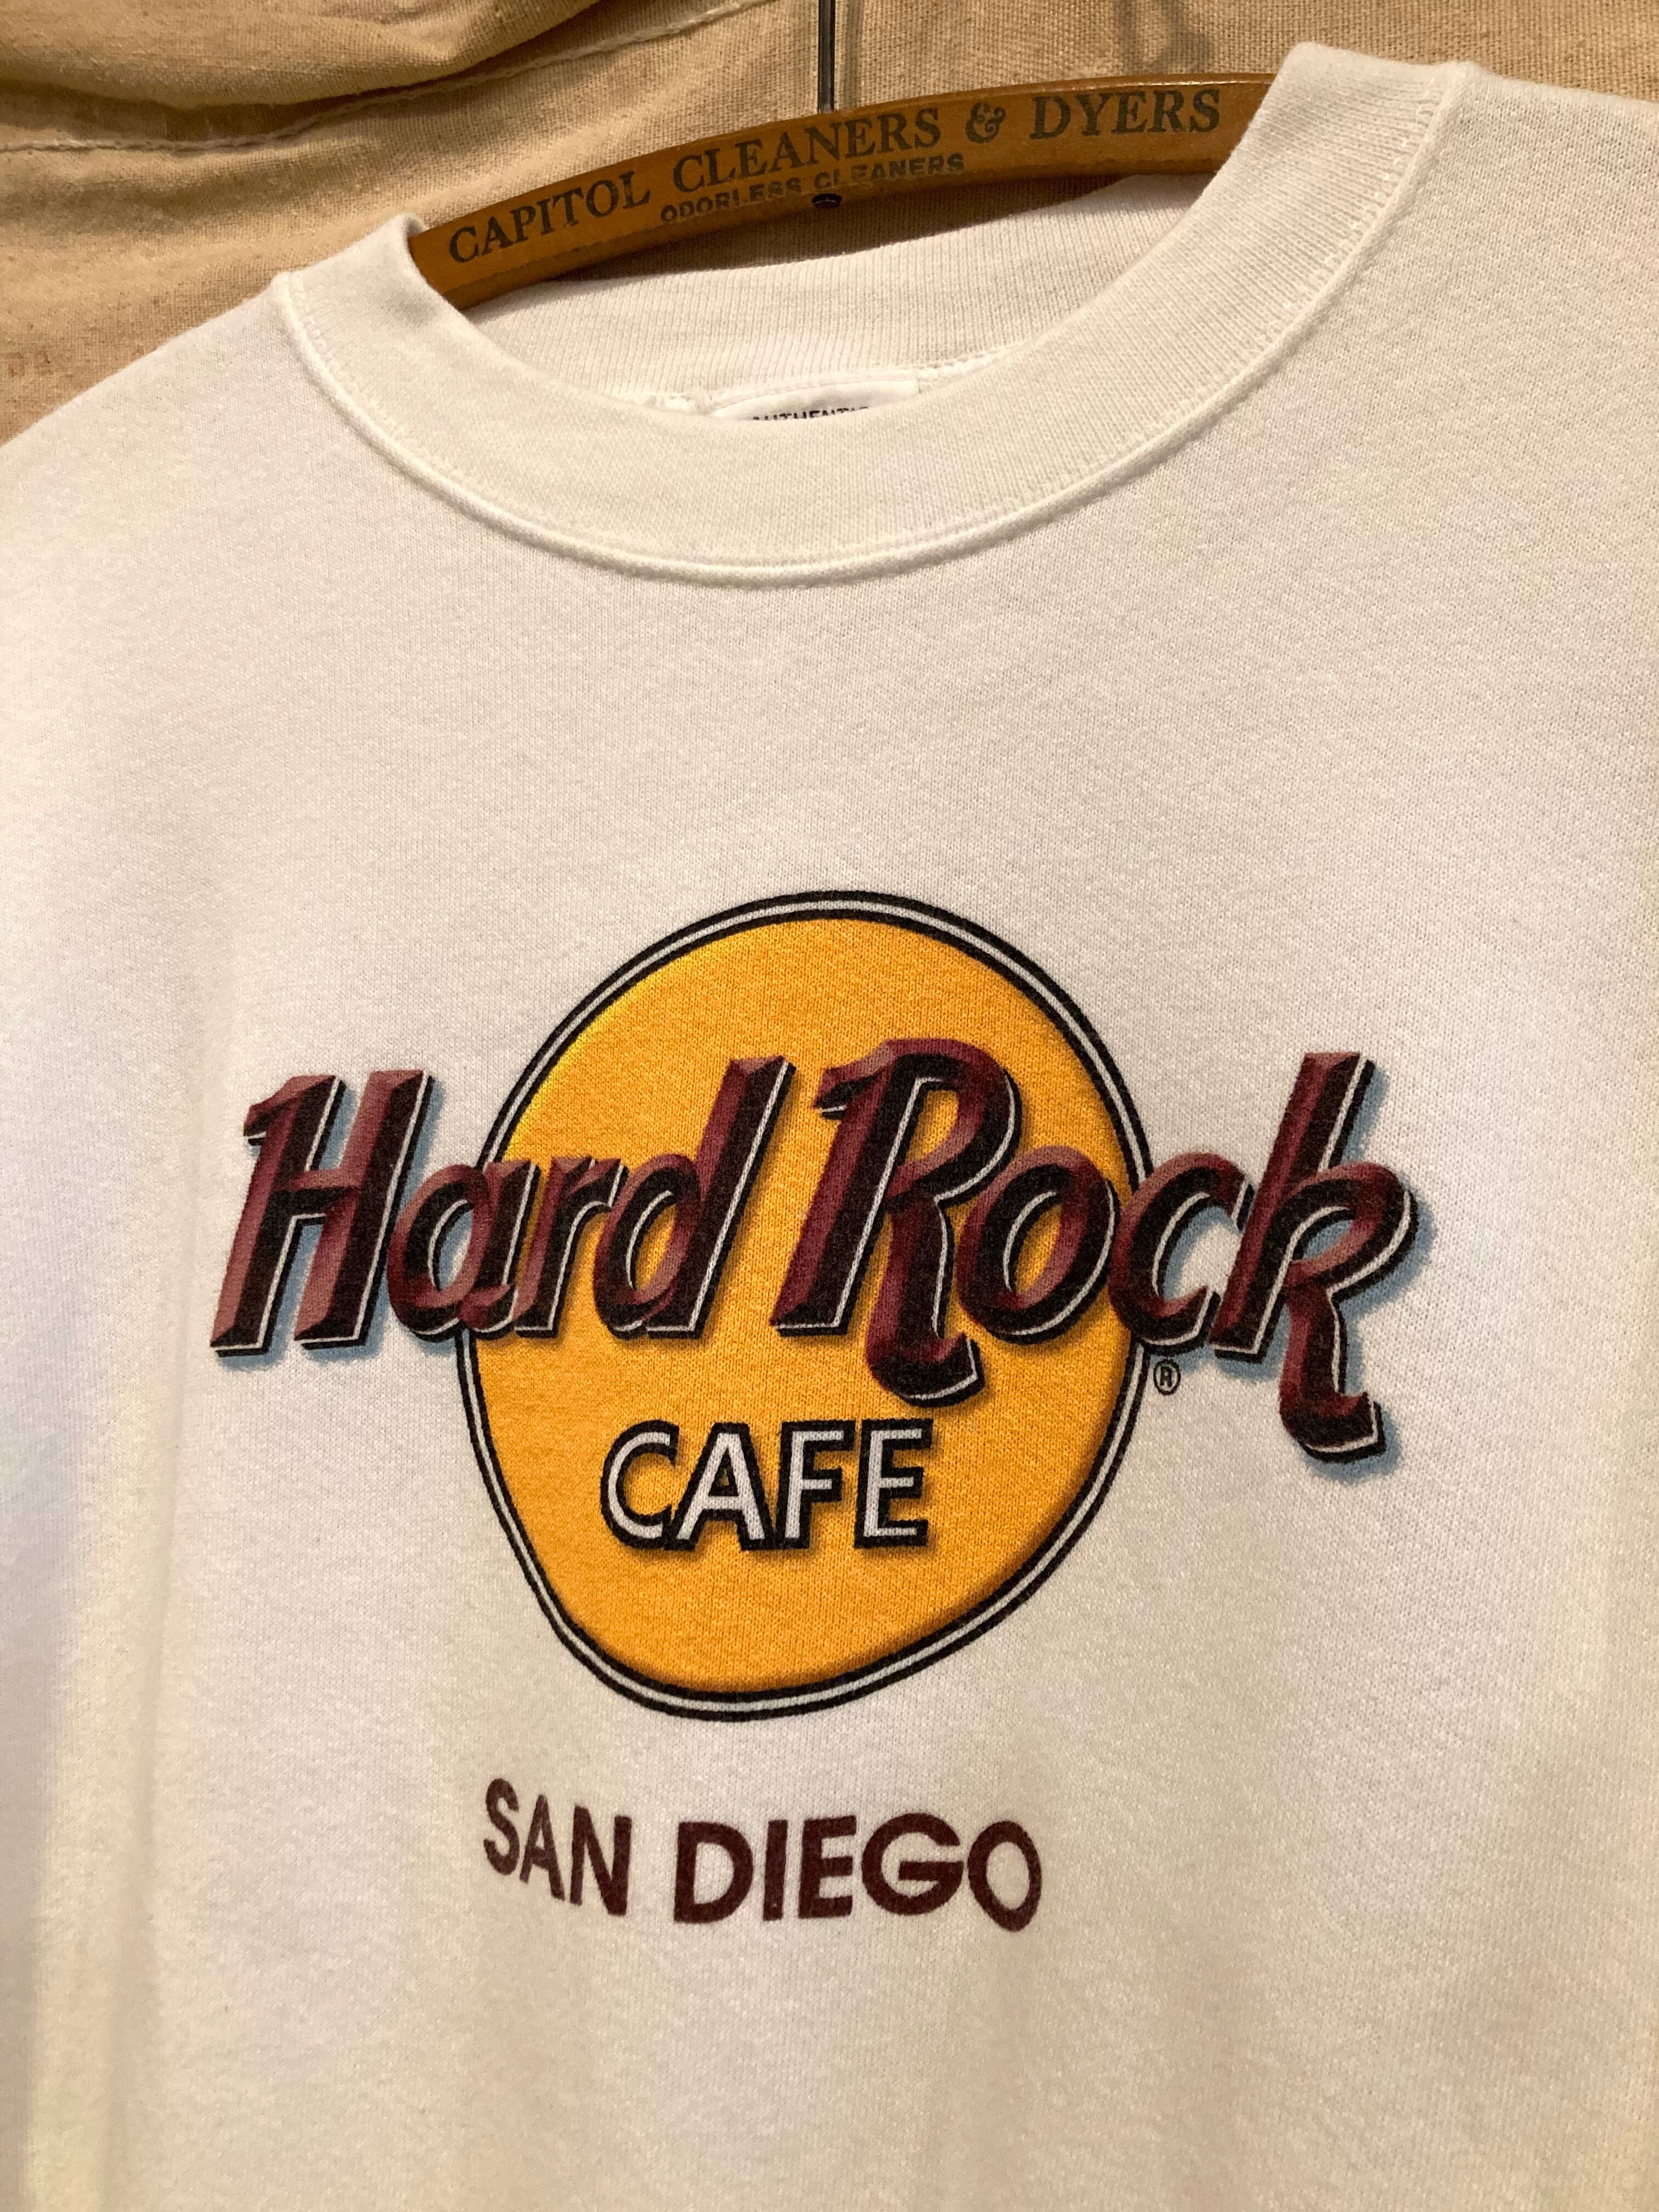 CAPITOL CLEANERS & DYERS
ODORLESS CLEANERS
Hard Rock
®
CAFE
SAN DIEGO